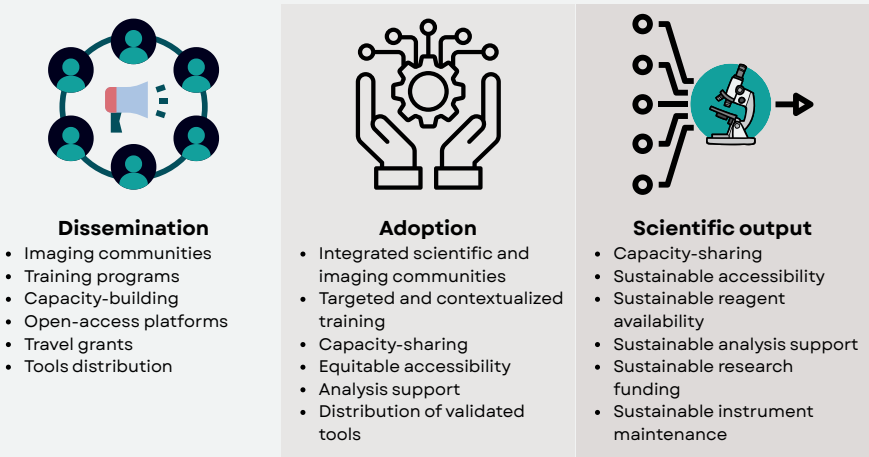 Dissemination
• Imaging communities
• Training programs
• Capacity-building
• Open-access platforms
• Travel grants
• Tools distribution
Adoption
• Integrated scientific and
imaging communities
• Targeted and contextualized
training
• Capacity-sharing
• Equitable accessibility
• Analysis support
• Distribution of validated
tools
Scientific output
• Capacity-sharing
• Sustainable accessibility
• Sustainable reagent
availability
• Sustainable analysis support
• Sustainable research
funding
• Sustainable instrument
maintenance